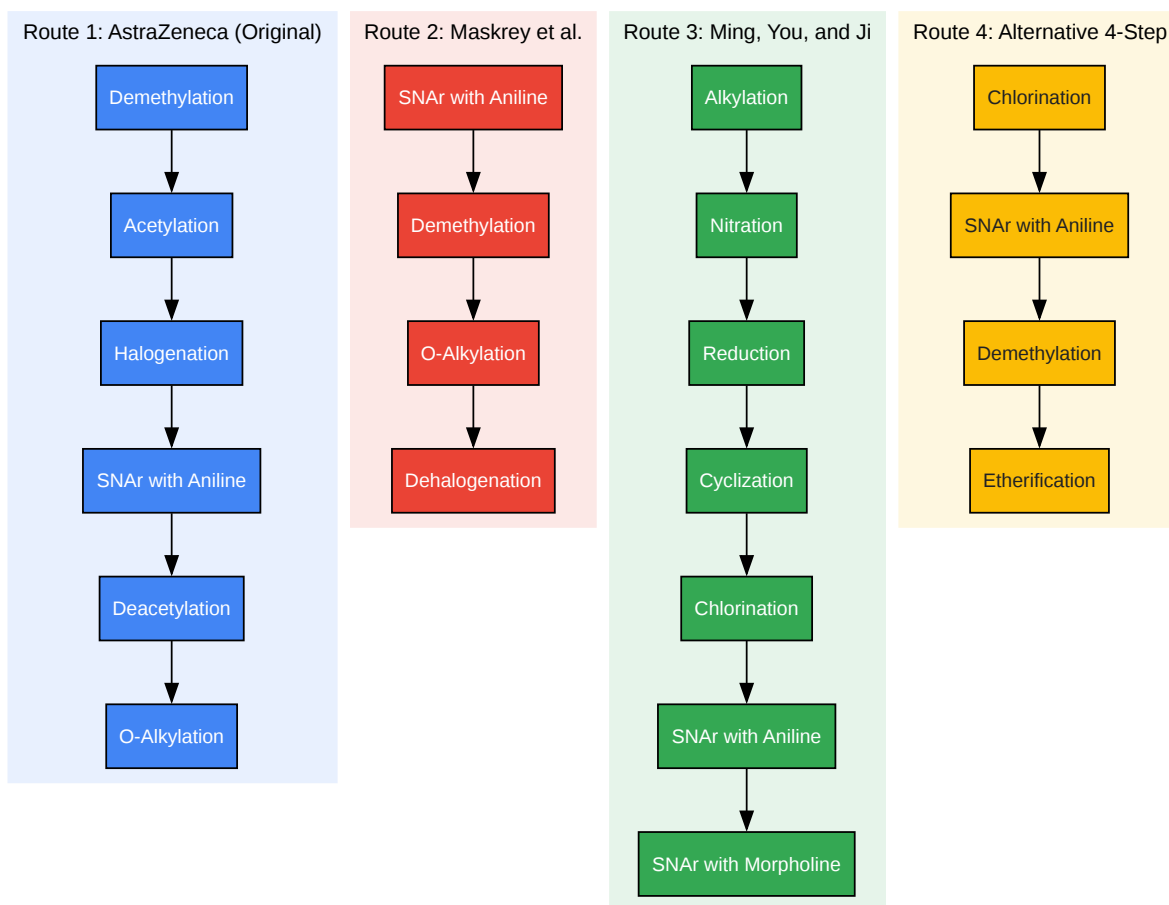 Route 1: AstraZeneca (Original)
Demethylation
Acetylation
Halogenation
SNAr with Aniline
Deacetylation
O-Alkylation
Route 2: Maskrey et al.
SNAr with Aniline
Demethylation
O-Alkylation
Dehalogenation
Route 3: Ming, You, and Ji
Alkylation
Nitration
Reduction
Cyclization
Chlorination
SNAr with Aniline
SNAr with Morpholine
Route 4: Alternative 4-Step
Chlorination
SNAr with Aniline
Demethylation
Etherification